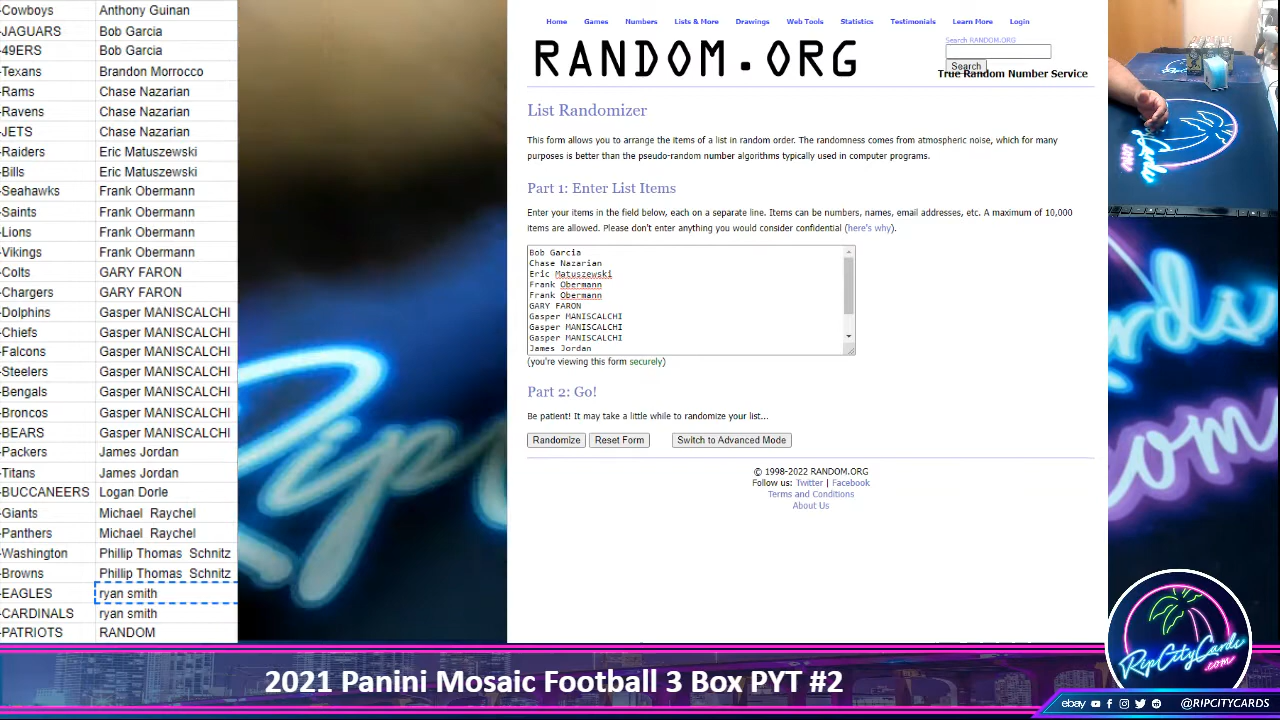 -Cowboys Anthony Guinan
-JAGUARS Bob Garcia
-49ERS Bob Garcia
-Texans Brandon Morrocco
-Rams Chase Nazarian
-Ravens Chase Nazarian
-JETS Chase Nazarian
-Raiders Eric Matuszewski
-Bills Eric Matuszewski
-Seahawks Frank Obermann
-Saints Frank Obermann
-Lions Frank Obermann
-Vikings Frank Obermann
-Colts GARY FARON
-Chargers GARY FARON
-Dolphins Gasper MANISCALCHI
-Chiefs Gasper MANISCALCHI
-Falcons Gasper MANISCALCHI
-Steelers Gasper MANISCALCHI
-Bengals Gasper MANISCALCHI
-Broncos Gasper MANISCALCHI
-BEARS Gasper MANISCALCHI
-Packers James Jordan
-Titans James Jordan
-BUCCANEERS Logan Dorle
-Giants Michael Raychel
-Panthers Michael Raychel
-Washington Phillip Thomas Schnitz
-Browns Phillip Thomas Schnitz
-EAGLES ryan smith
-CARDINALS ryan smith
-PATRIOTS RANDOM
Home Games Numbers Lists & More Drawings Web Tools Statistics Testimonials Learn More Login
RANDOM.ORG
Search RANDOM.ORG
Search
True Random Number Service
List Randomizer
This form allows you to arrange the items of a list in random order. The randomness comes from atmospheric noise, which for many
purposes is better than the pseudo-random number algorithms typically used in computer programs.
Part 1: Enter List Items
Enter your items in the field below, each on a separate line. Items can be numbers, names, email addresses, etc. A maximum of 10,000
items are allowed. Please don't enter anything you would consider confidential (here's why).
Bob Garcia
Chase Nazarian
Eric Matuszewski
Frank Obermann
Frank Obermann
GARY FARON
Gasper MANISCALCHI
Gasper MANISCALCHI
Gasper MANISCALCHI
James Jordan
(you're viewing this form securely)
Part 2: Go!
Be patient! It may take a little while to randomize your list...
Randomize Reset Form Switch to Advanced Mode
© 1998-2022 RANDOM.ORG
Follow us: Twitter | Facebook
Terms and Conditions
About Us
RipCityCards
.com
2021 Panini Mosaic Football 3 Box PYT #2
ebay @RIPCITYCARDS